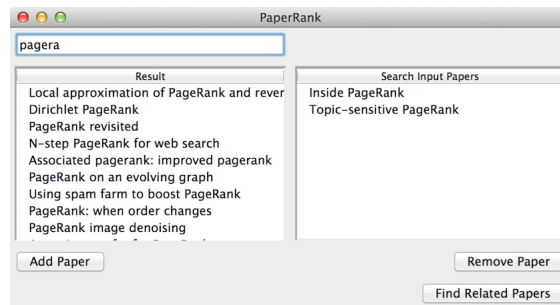 PaperRank
pagera
Result
Local approximation of PageRank and rever
Dirichlet PageRank
PageRank revisited
N-step PageRank for web search
Associated pagerank: improved pagerank
PageRank on an evolving graph
Using spam farm to boost PageRank
PageRank: when order changes
PageRank image denoising
Search Input Papers
Inside PageRank
Topic-sensitive PageRank
Add Paper
Remove Paper
Find Related Papers